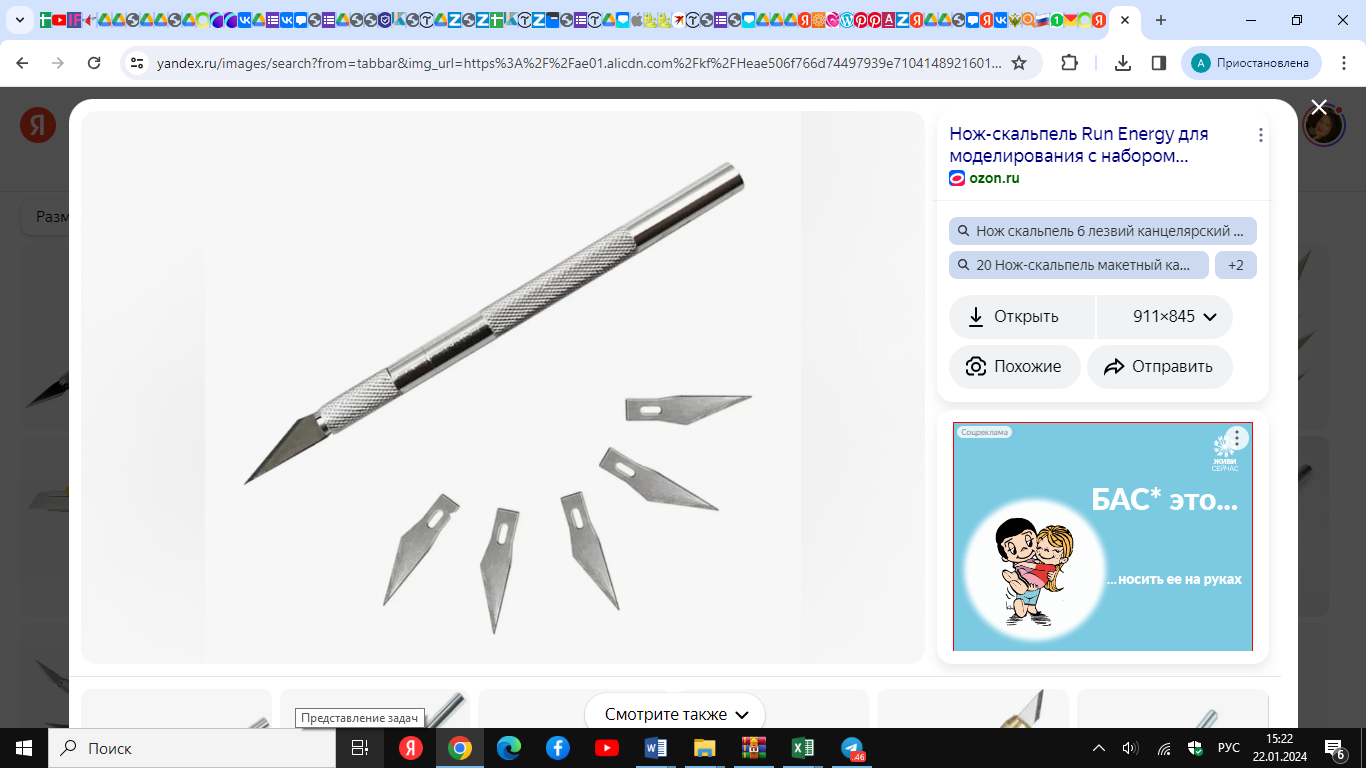 yandex.ru/images/search?from=tabbar&img_url=https%3A%2F%2Fae01.alicdn.com%2Fkf%2FHeae506f766d74497939e7104148921601...
А
Приостановлена
Я
Разм
Нож-скальпель Run Energy для
моделирования с набором...
ozon.ru
Нож скальпель 6 лезвий канцелярский ...
20 Нож-скальпель макетный ка...
+2
Открыть
911×845
Похожие
Отправить
Соцреклама
ЖИВИ
СЕЙЧАС
БАС* это...
...носить ее на руках
Смотрите также
Представление задач
Поиск
Я
46
РУС
15:22
22.01.2024
6